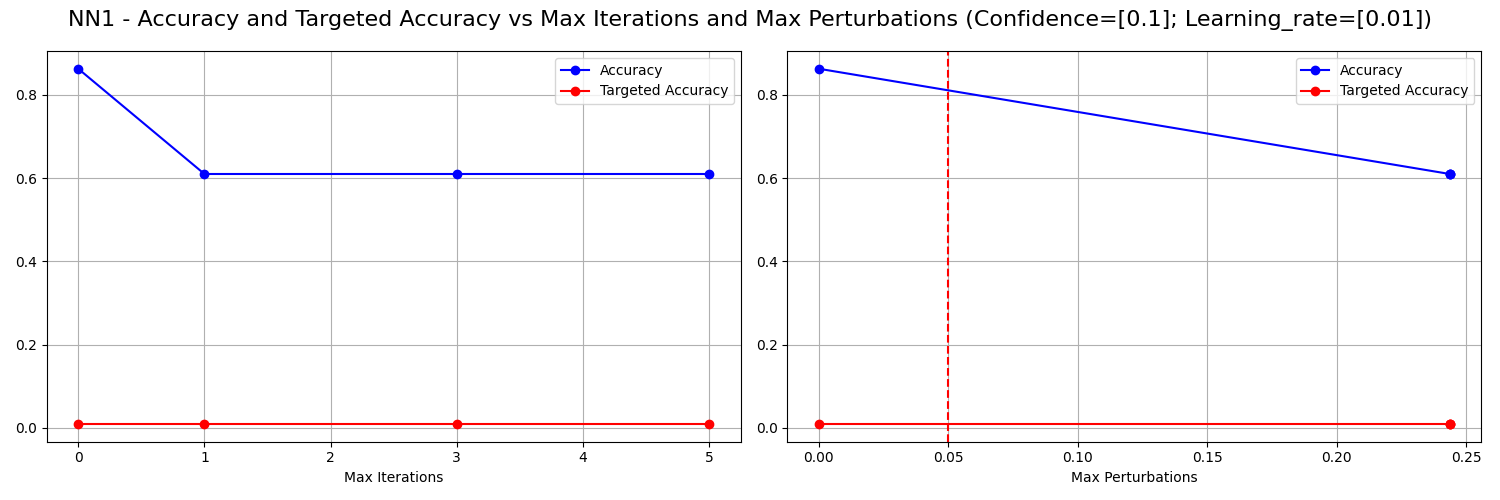 NN1 - Accuracy and Targeted Accuracy vs Max Iterations and Max Perturbations (Confidence=[0.1]; Learning_rate=[0.01])
Accuracy
Targeted Accuracy
0.8
0.6
0.4
0.2
0.0
0 1 2 3 4 5
Max Iterations
Accuracy
Targeted Accuracy
0.8
0.6
0.4
0.2
0.0
0.00 0.05 0.10 0.15 0.20 0.25
Max Perturbations